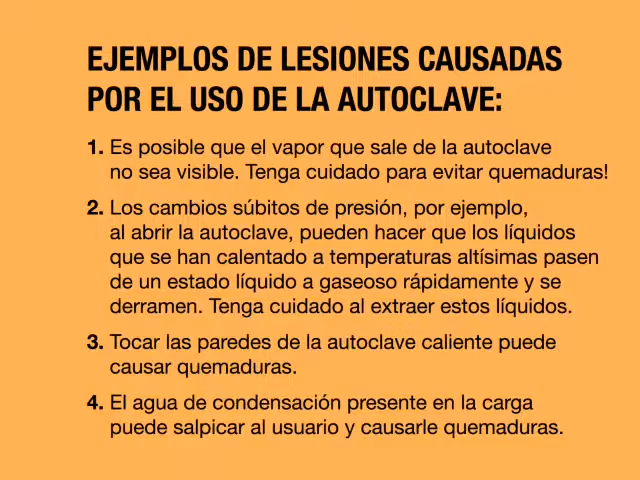 EJEMPLOS DE LESIONES CAUSADAS
POR EL USO DE LA AUTOCLAVE:
1. Es posible que el vapor que sale de la autoclave
no sea visible. Tenga cuidado para evitar quemaduras!
2. Los cambios súbitos de presión, por ejemplo,
al abrir la autoclave, pueden hacer que los líquidos
que se han calentado a temperaturas altísimas pasen
de un estado líquido a gaseoso rápidamente y se
derramen. Tenga cuidado al extraer estos líquidos.
3. Tocar las paredes de la autoclave caliente puede
causar quemaduras.
4. El agua de condensación presente en la carga
puede salpicar al usuario y causarle quemaduras.